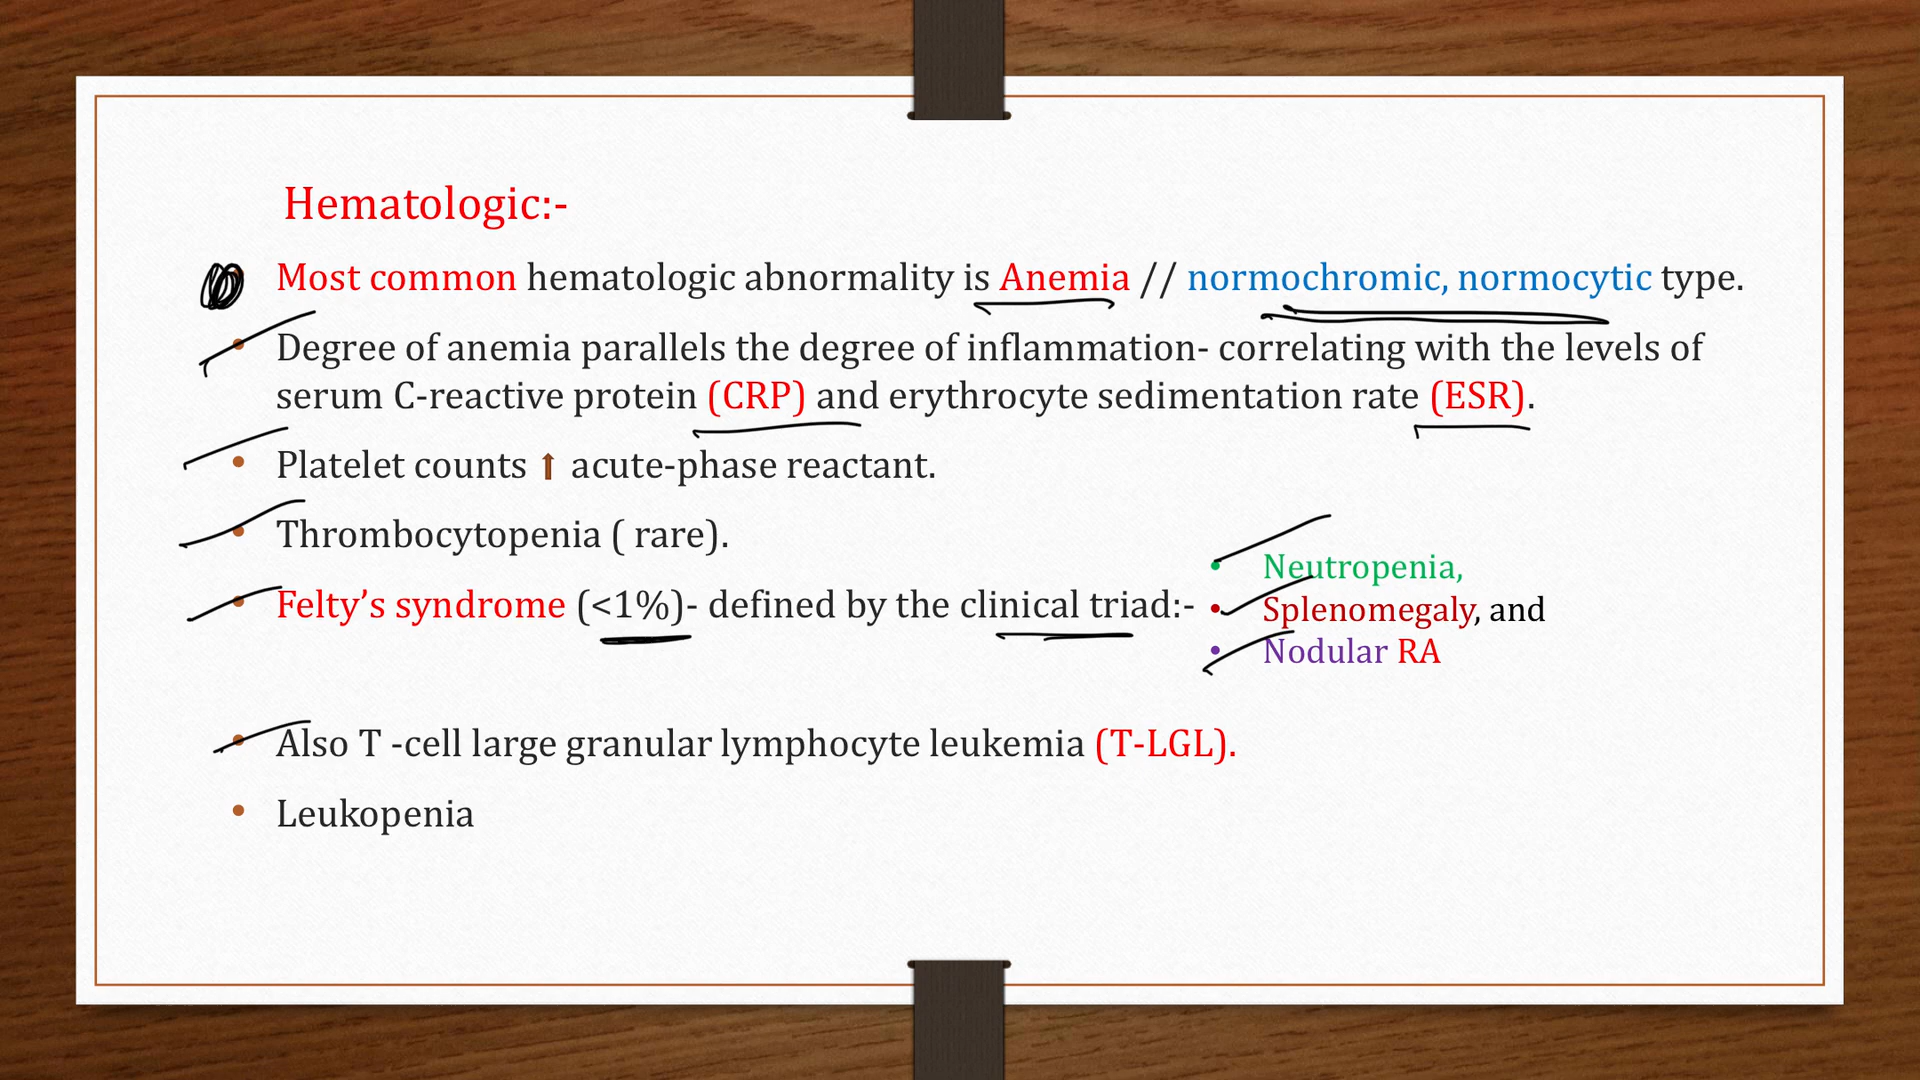 Hematologic:-
• Most common hematologic abnormality is Anemia // normochromic, normocytic type.
• Degree of anemia parallels the degree of inflammation- correlating with the levels of
serum C-reactive protein (CRP) and erythrocyte sedimentation rate (ESR).
• Platelet counts ⬆ acute-phase reactant.
• Thrombocytopenia ( rare).
• Felty’s syndrome (<1%)- defined by the clinical triad:-
• Neutropenia,
• Splenomegaly, and
• Nodular RA
• Also T -cell large granular lymphocyte leukemia (T-LGL).
• Leukopenia